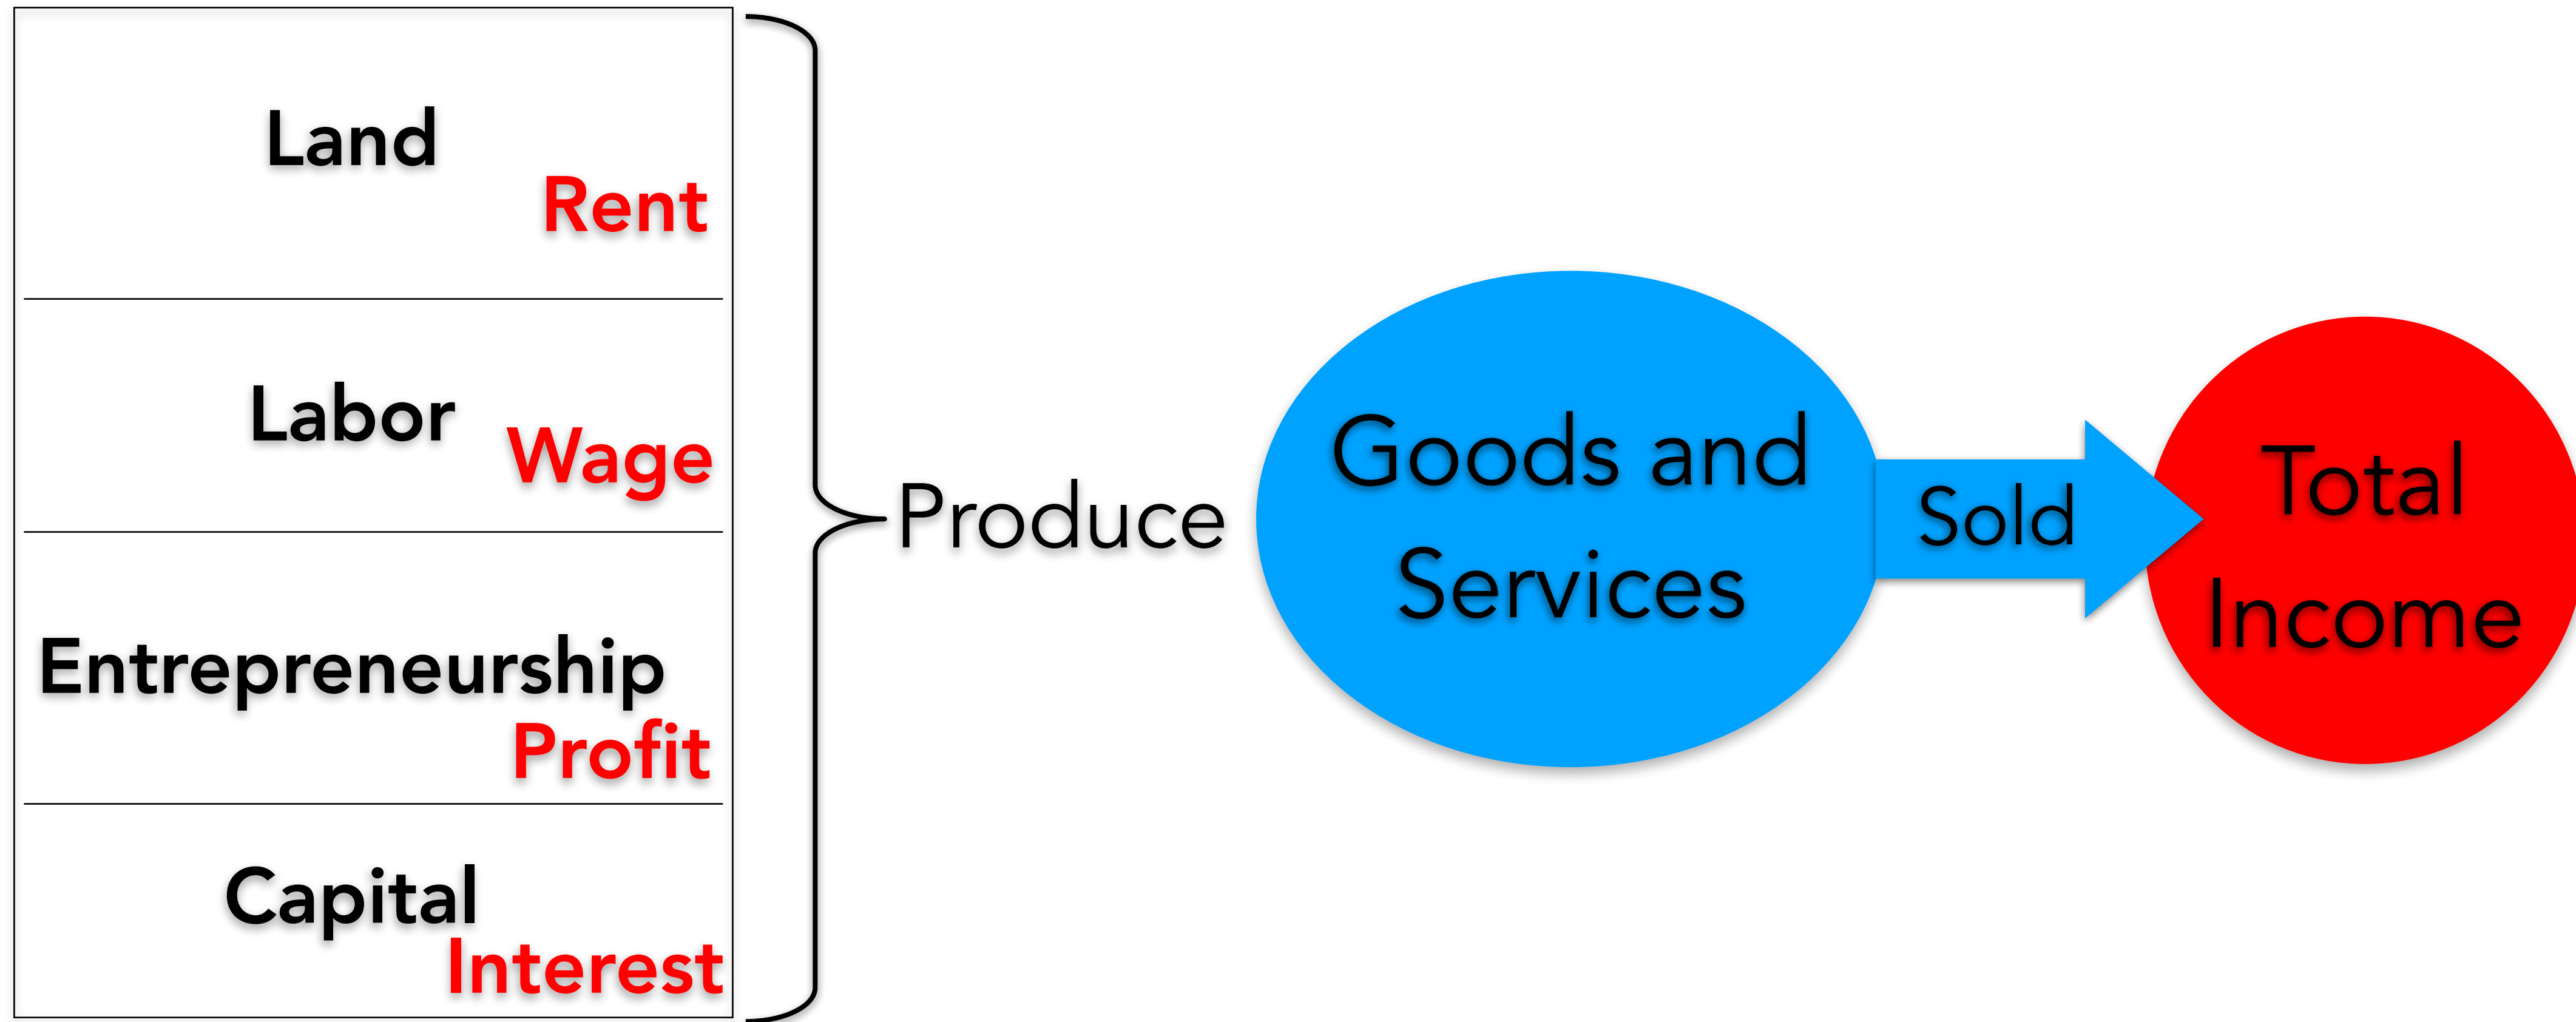 Land
Rent
Labor
Wage
Entrepreneurship
Profit
Capital
Interest
Produce
Goods and
Services
Sold
Total
Income